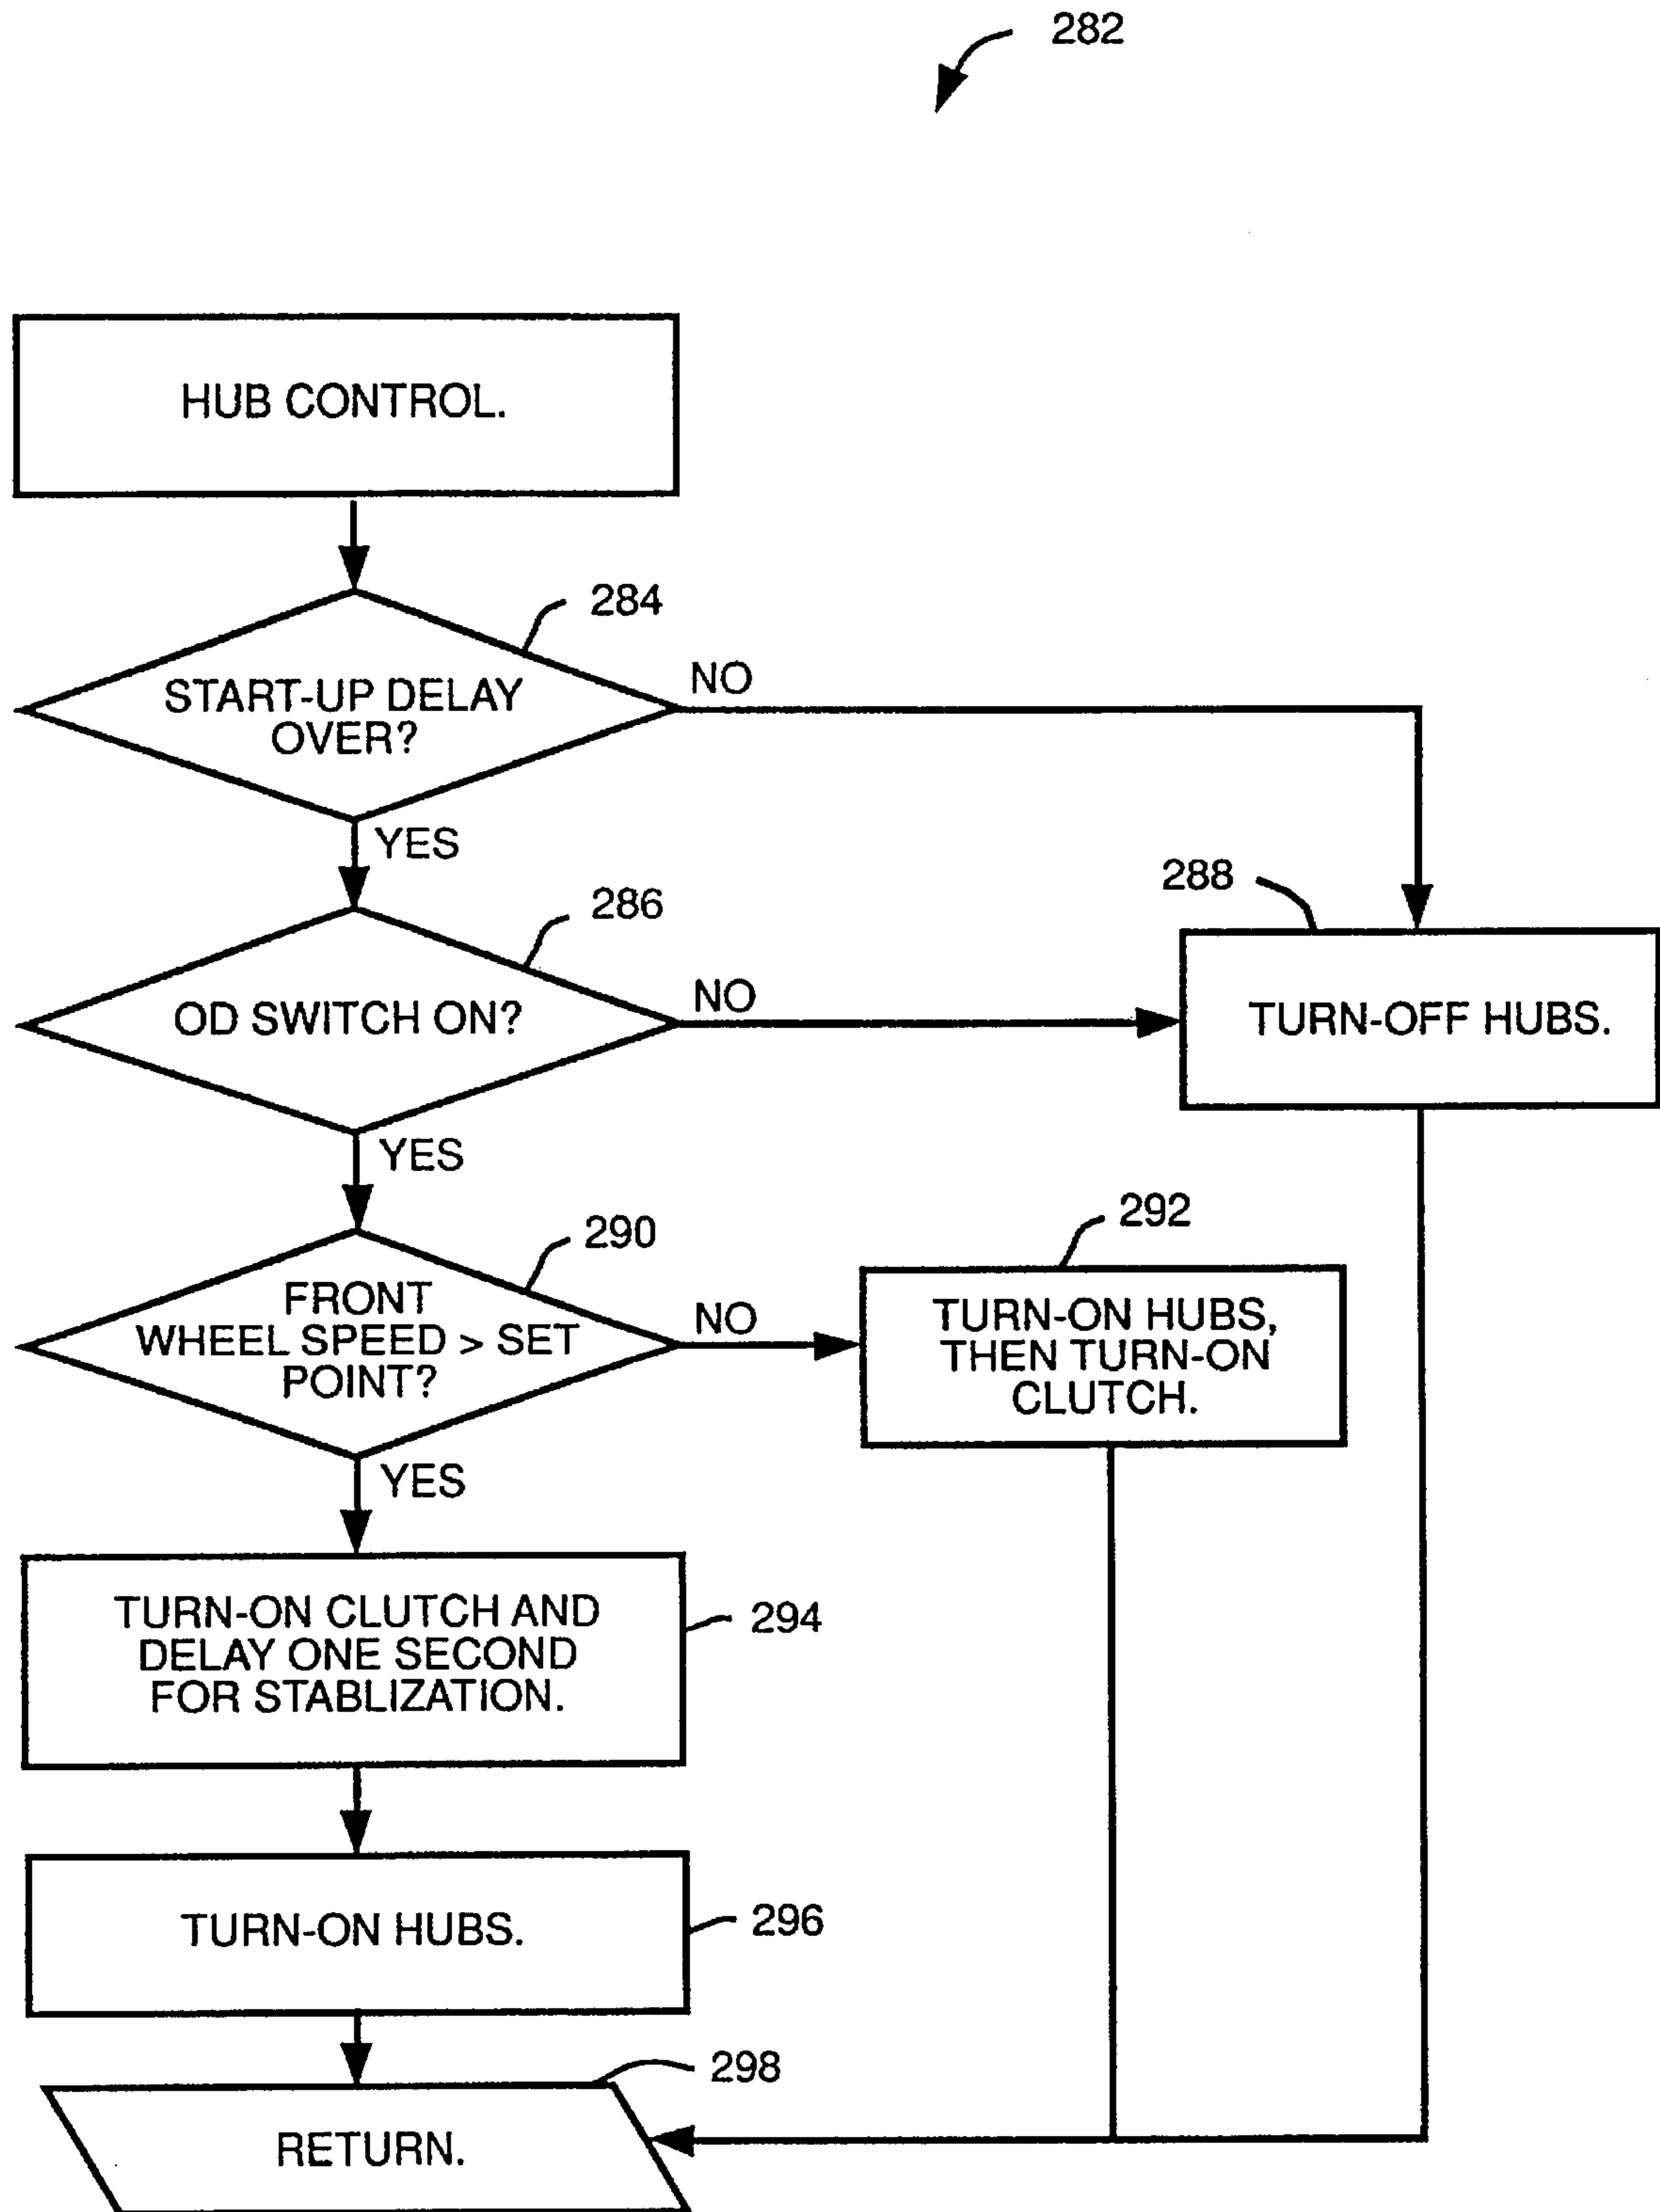 282
HUB CONTROL.
284
START-UP DELAY
OVER?
NO
YES
286
OD SWITCH ON?
NO
288
TURN-OFF HUBS.
YES
290
FRONT
WHEEL SPEED > SET
POINT?
NO
292
TURN-ON HUBS,
THEN TURN-ON
CLUTCH.
YES
TURN-ON CLUTCH AND
DELAY ONE SECOND
FOR STABLIZATION.
294
TURN-ON HUBS.
296
298
RETURN.